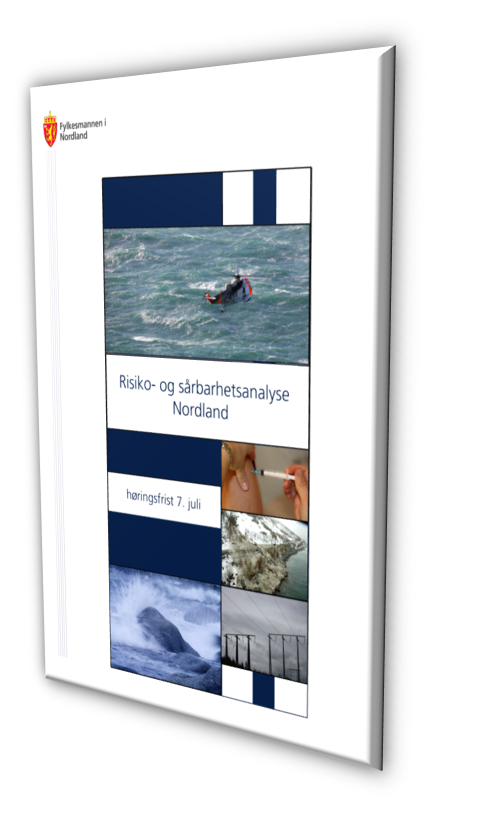 Fylkesmannen i
Nordland
Risiko- og sårbarhetsanalyse
Nordland
høringsfrist 7. juli